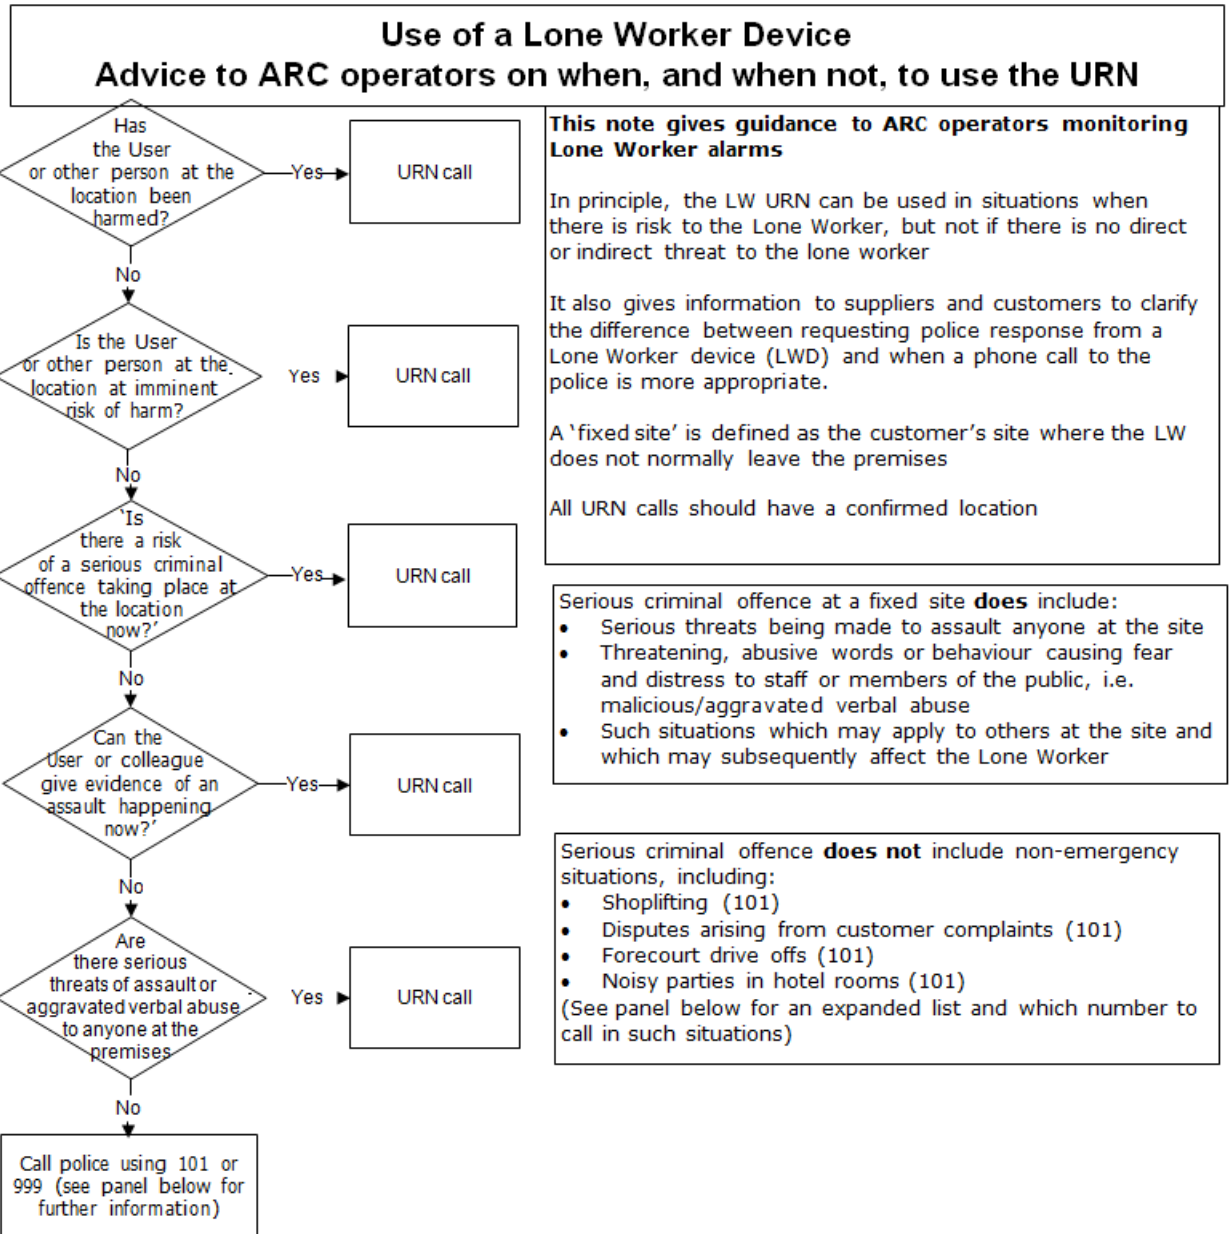 Use of a Lone Worker Device
Advice to ARC operators on when, and when not, to use the URN
Has
the User
or other person at the
location been
harmed?
Yes
URN call
No
Is the User
or other person at the
location at imminent
risk of harm?
Yes
URN call
No
‘Is
there a risk
of a serious criminal
offence taking place at
the location
now?’
Yes
URN call
No
Can the
User or colleague
give evidence of an
assault happening
now?’
Yes
URN call
No
Are
there serious
threats of assault or
aggravated verbal abuse
to anyone at the
premises
Yes
URN call
No
Call police using 101 or
999 (see panel below for
further information)
This note gives guidance to ARC operators monitoring
Lone Worker alarms
In principle, the LW URN can be used in situations when
there is risk to the Lone Worker, but not if there is no direct
or indirect threat to the lone worker
It also gives information to suppliers and customers to clarify
the difference between requesting police response from a
Lone Worker device (LWD) and when a phone call to the
police is more appropriate.
A ‘fixed site’ is defined as the customer’s site where the LW
does not normally leave the premises
All URN calls should have a confirmed location
Serious criminal offence at a fixed site does include:
• Serious threats being made to assault anyone at the site
• Threatening, abusive words or behaviour causing fear
and distress to staff or members of the public, i.e.
malicious/aggravated verbal abuse
• Such situations which may apply to others at the site and
which may subsequently affect the Lone Worker
Serious criminal offence does not include non-emergency
situations, including:
• Shoplifting (101)
• Disputes arising from customer complaints (101)
• Forecourt drive offs (101)
• Noisy parties in hotel rooms (101)
(See panel below for an expanded list and which number to
call in such situations)